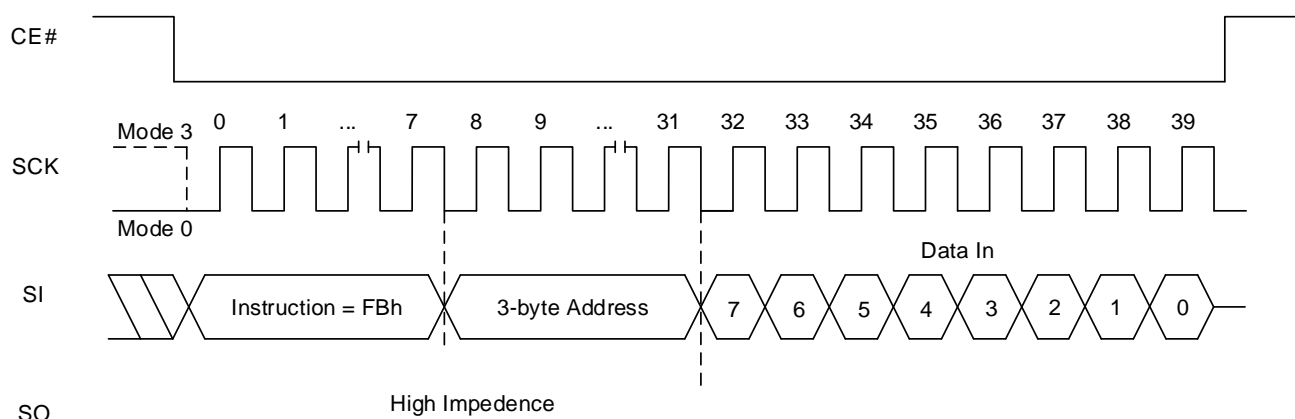 CE#
0 1 ... 7 8 9 ... 31 32 33 34 35 36 37 38 39
Mode 3
SCK
Mode 0
Data In
SI
Instruction = FBh 3-byte Address 7 6 5 4 3 2 1 0
High Impedence
SO